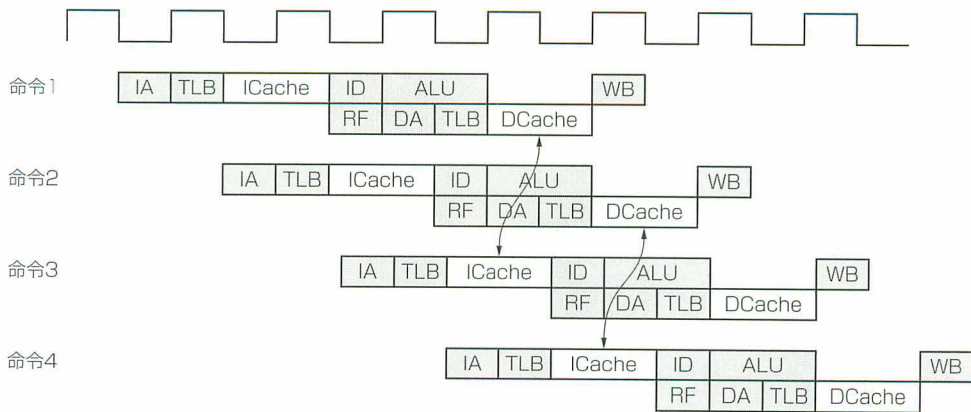 命令1 IA TLB ICache ID ALU WB
RF DA TLB DCache
命令2 IA TLB ICache ID ALU WB
RF DA TLB DCache
命令3 IA TLB ICache ID ALU WB
RF DA TLB DCache
命令4 IA TLB ICache ID ALU WB
RF DA TLB DCache